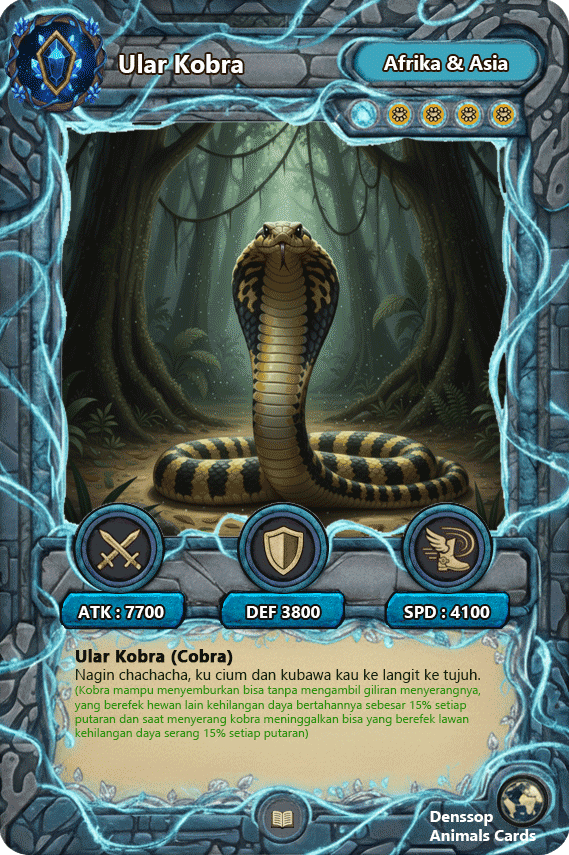 Ular Kobra
Afrika & Asia
ATK : 7700
DEF 3800
SPD : 4100
Ular Kobra (Cobra)
Nagin chachacha, ku cium dan kubawa kau ke langit ke tujuh.
(Kobra mampu menyemburkan bisa tanpa mengambil giliran menyerangnya,
yang berefek hewan lain kehilangan daya bertahannya sebesar 15% setiap
putaran dan saat menyerang kobra meninggalkan bisa yang berefek lawan
kehilangan daya serang 15% setiap putaran)
Denssop
Animals Cards